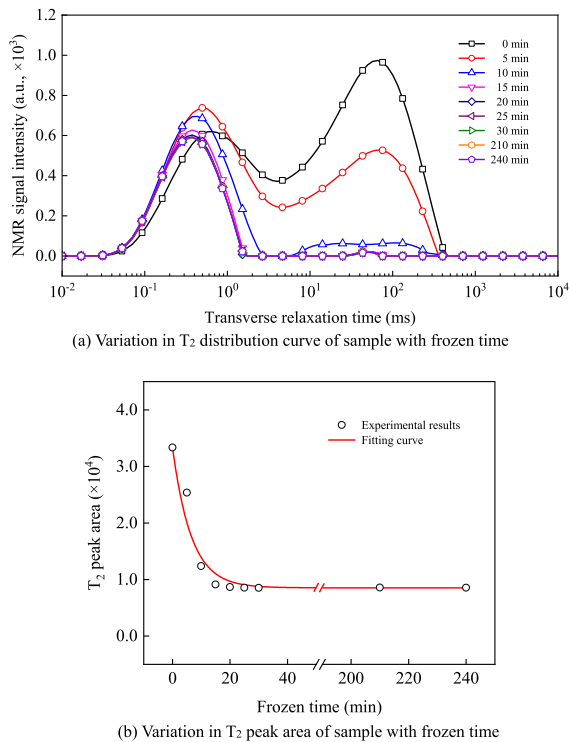 1.2
1.0
0.8
0.6
0.4
0.2
0.0
NMR signal intensity (a.u., ×10³)
0 min
5 min
10 min
15 min
20 min
25 min
30 min
210 min
240 min
10⁻² 10⁻¹ 10⁰ 10¹ 10² 10³ 10⁴
Transverse relaxation time (ms)
(a) Variation in T₂ distribution curve of sample with frozen time
4.0
3.0
2.0
1.0
0.0
T₂ peak area (×10⁴)
Experimental results
Fitting curve
0 20 40 200 220 240
Frozen time (min)
(b) Variation in T₂ peak area of sample with frozen time